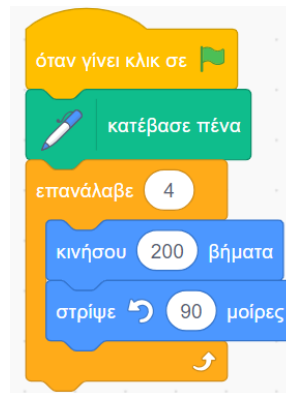 όταν γίνει κλικ σε
κατέβασε πένα
επανάλαβε 4
κινήσου 200 βήματα
στρίψε 90 μοίρες